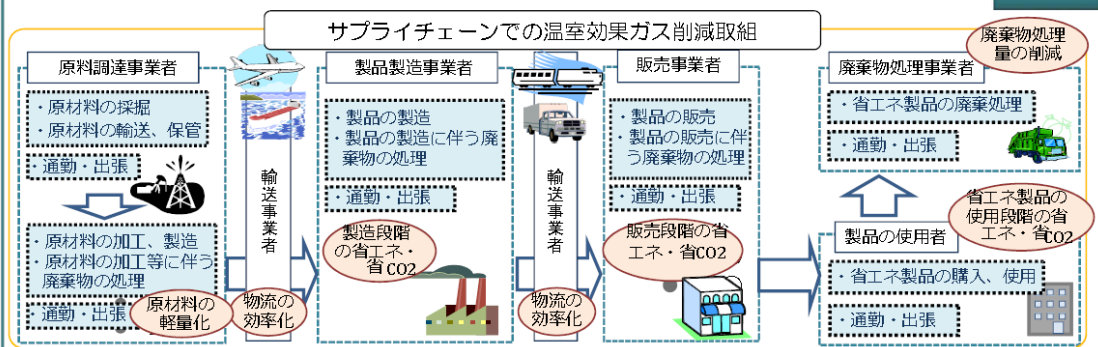 サプライチェーンでの温室効果ガス削減取組
原料調達事業者
・原材料の採掘
・原材料の輸送、保管
・通勤・出張
・原材料の加工、製造
・原材料の加工等に伴う
廃棄物の処理
・通勤・出張
原材料の
軽量化
輸送事業者
物流の
効率化
製品製造事業者
・製品の製造
・製品の製造に伴う廃
棄物の処理
・通勤・出張
製造段階
の省エネ・
省CO2
輸送事業者
物流の
効率化
販売事業者
・製品の販売
・製品の販売に伴
う廃棄物の処理
・通勤・出張
販売段階の省
エネ・省CO2
廃棄物処理
量の削減
廃棄物処理事業者
・省エネ製品の廃棄処理
・通勤・出張
省エネ製品の
使用段階の省
エネ・省CO2
製品の使用者
・省エネ製品の購入、使用
・通勤・出張